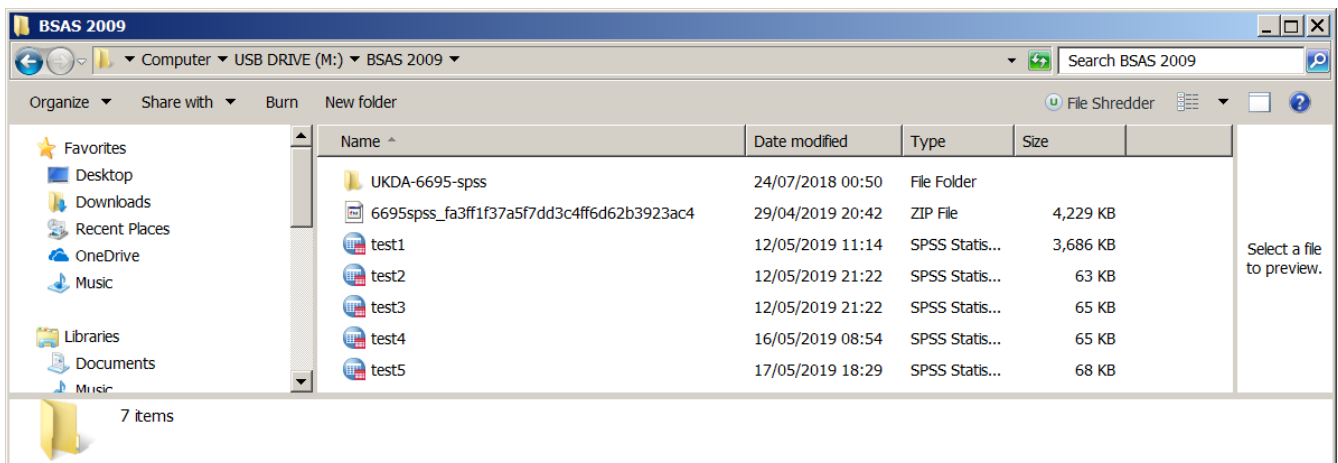 BSAS 2009
Computer USB DRIVE (M:) BSAS 2009 Search BSAS 2009
Organize Share with Burn New folder File Shredder
Favorites
Desktop
Downloads
Recent Places
OneDrive
Music
Libraries
Documents
Music
Name Date modified Type Size
UKDA-6695-spss 24/07/2018 00:50 File Folder
6695spss_fa3ff1f37a5f7dd3c4ff6d62b3923ac4 29/04/2019 20:42 ZIP File 4,229 KB
test1 12/05/2019 11:14 SPSS Statis... 3,686 KB
test2 12/05/2019 21:22 SPSS Statis... 63 KB
test3 12/05/2019 21:22 SPSS Statis... 65 KB
test4 16/05/2019 08:54 SPSS Statis... 65 KB
test5 17/05/2019 18:29 SPSS Statis... 68 KB
Select a file
to preview.
7 items